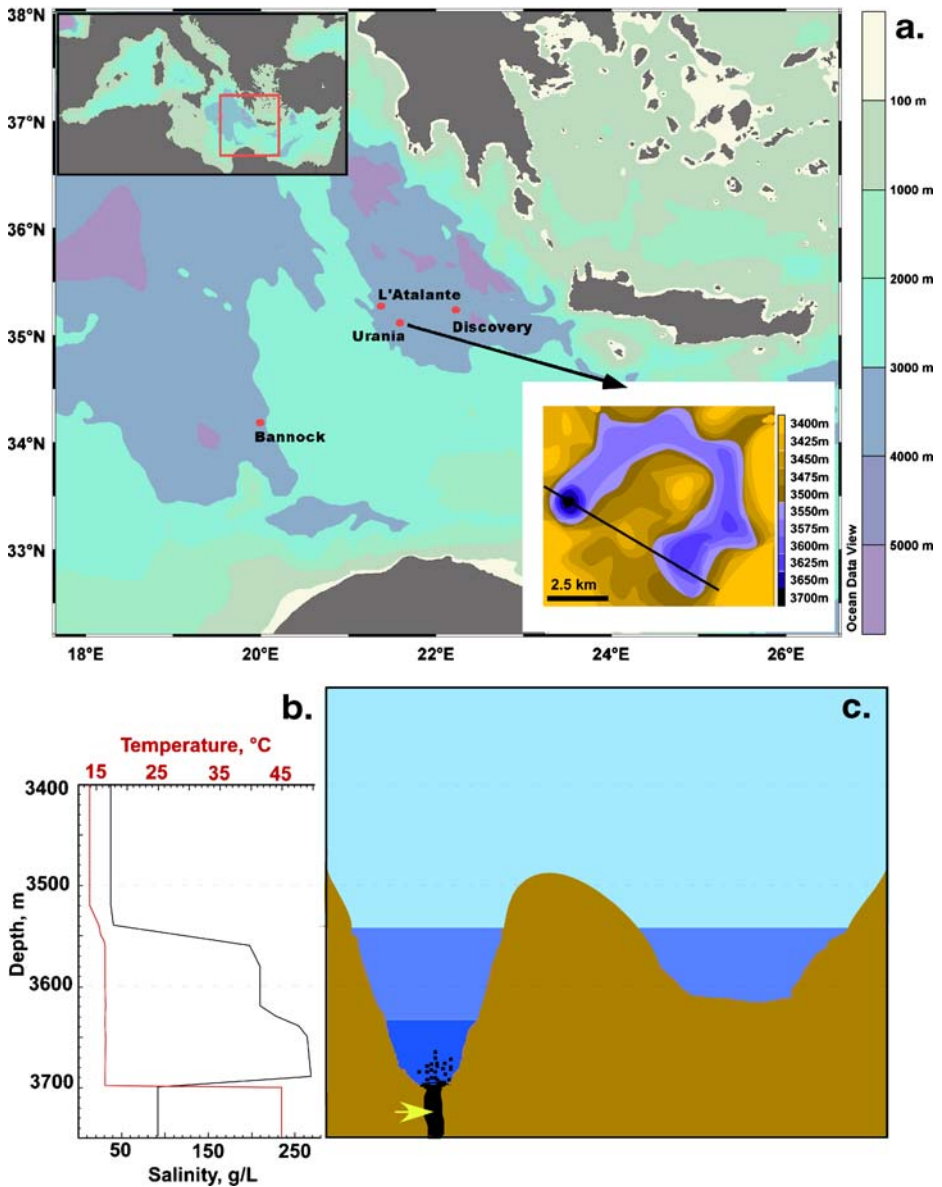 a.
38°N
37°N
36°N
35°N
34°N
33°N
18°E
20°E
22°E
24°E
26°E
L'Atalante
Urania
Discovery
Bannock
100 m
1000 m
2000 m
3000 m
4000 m
5000 m
Ocean Data View
3400m
3425m
3450m
3475m
3500m
3550m
3575m
3600m
3625m
3650m
3700m
2.5 km
b.
Temperature, °C
15 25 35 45
3400
3500
3600
3700
Depth, m
50 150 250
Salinity, g/L
c.